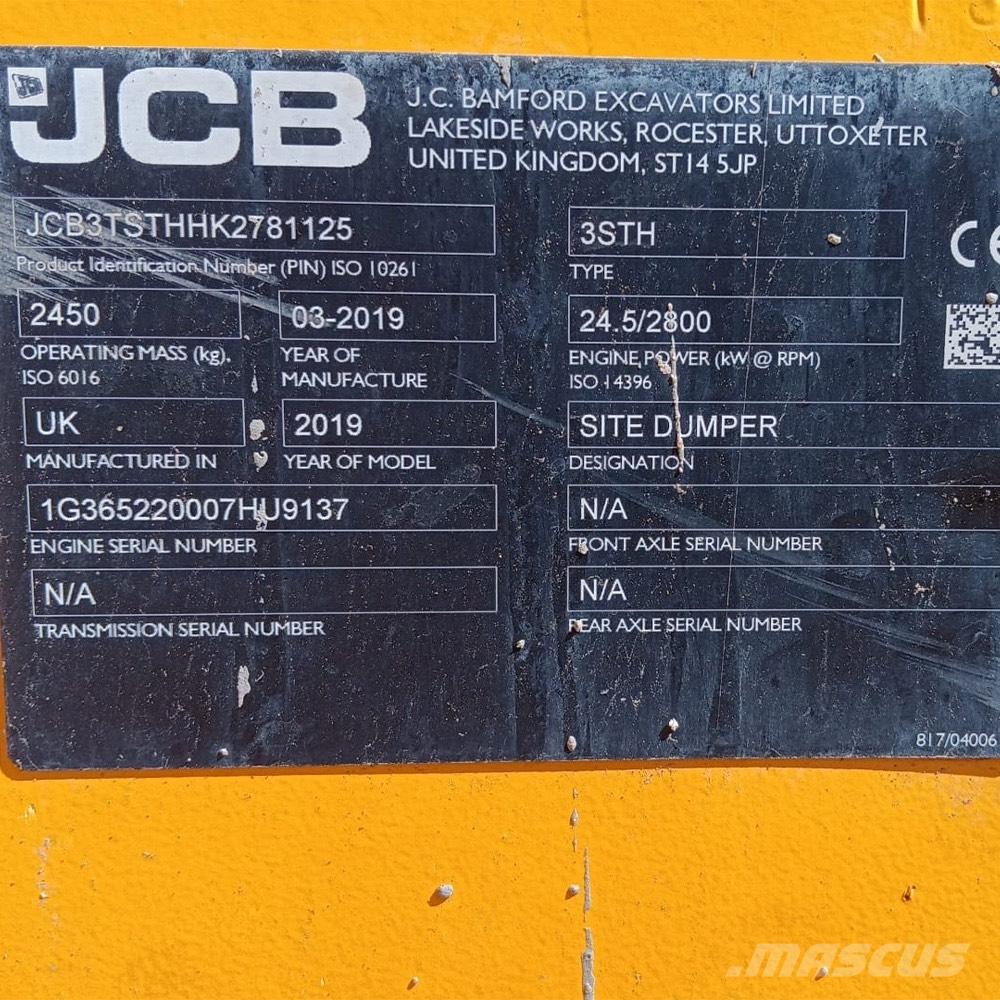 JCB
J.C. BAMFORD EXCAVATORS LIMITED
LAKESIDE WORKS, ROCESTER, UTTOXETER
UNITED KINGDOM, ST14 5JP
JCB3TSTHHK2781125
Product Identification Number (PIN) ISO 10261
3STH
TYPE
CE
2450
OPERATING MASS (kg).
ISO 6016
03-2019
YEAR OF
MANUFACTURE
24.5/2800
ENGINE POWER (kW @ RPM)
ISO 14396
UK
MANUFACTURED IN
2019
YEAR OF MODEL
SITE DUMPER
DESIGNATION
1G365220007HU9137
ENGINE SERIAL NUMBER
N/A
FRONT AXLE SERIAL NUMBER
N/A
TRANSMISSION SERIAL NUMBER
N/A
REAR AXLE SERIAL NUMBER
817/04006
MASCUS